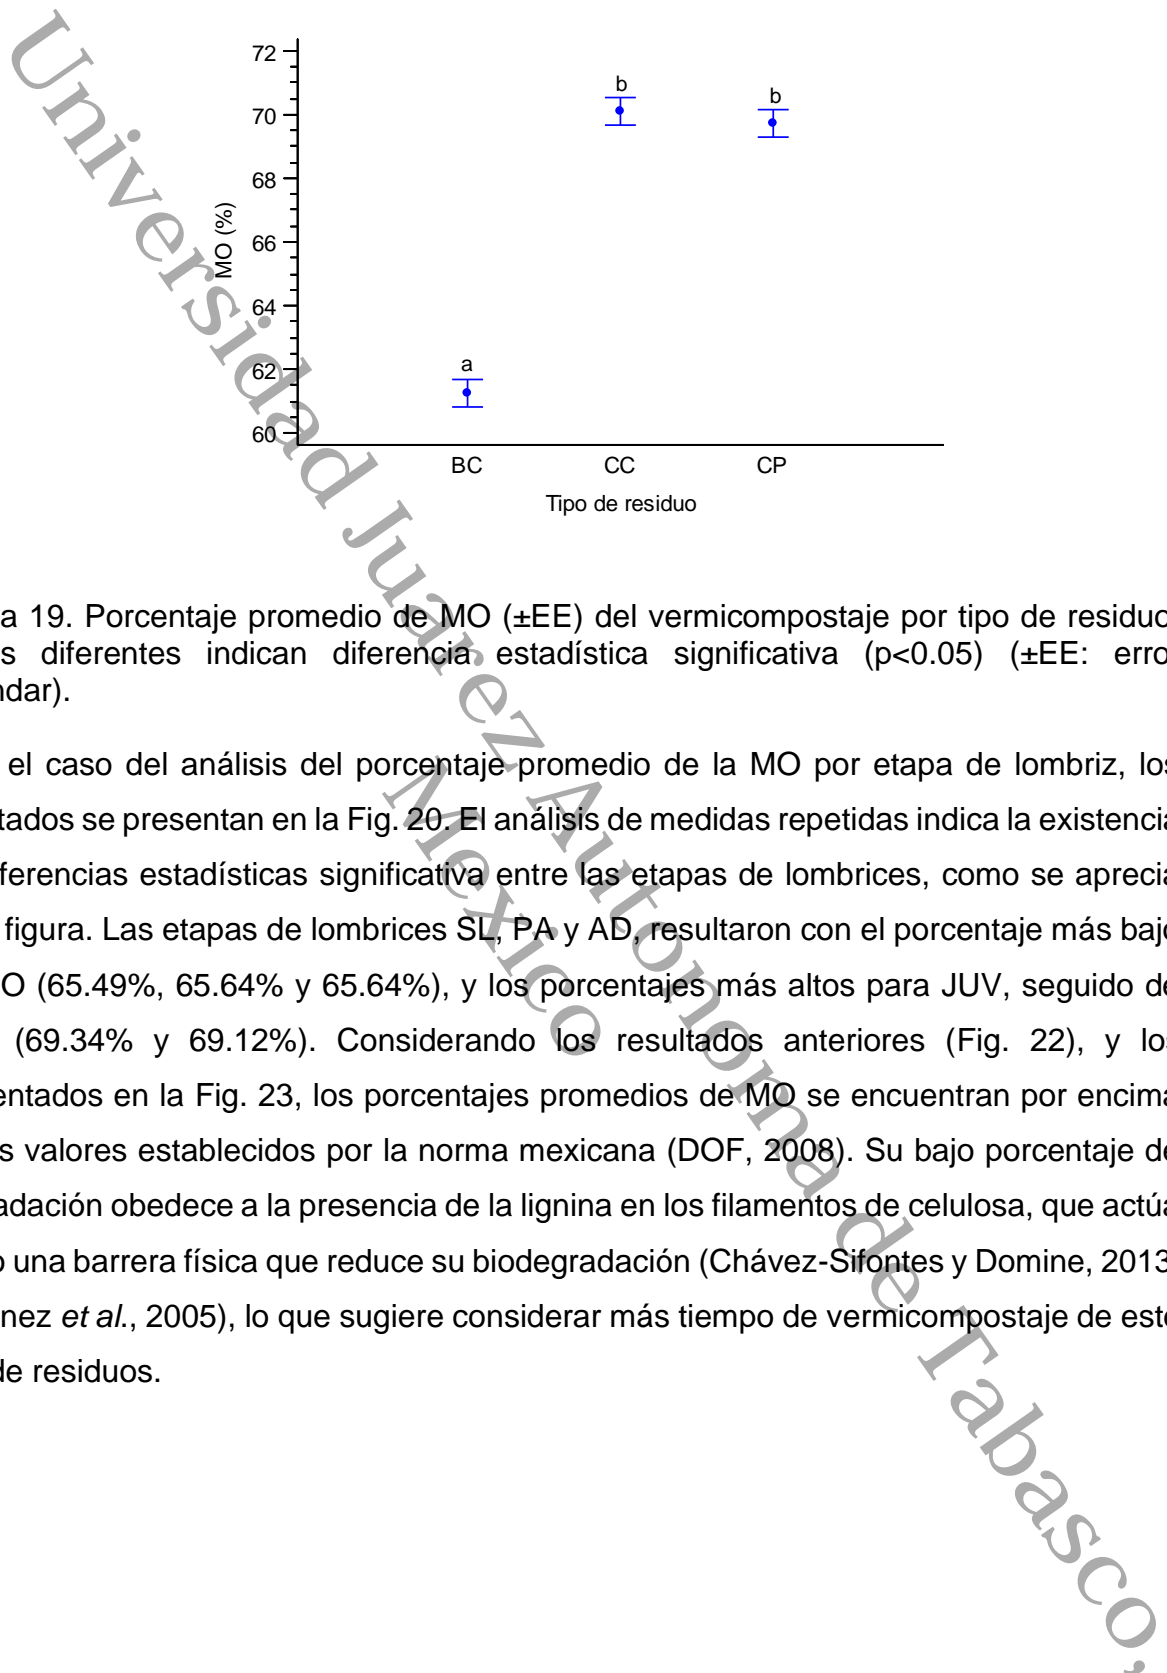 72
70
68
66
64
62
60
MO (%)
b
b
a
BC CC CP
Tipo de residuo
a 19. Porcentaje promedio de MO (±EE) del vermicompostaje por tipo de residuo
s diferentes indican diferencia estadística significativa (p<0.05) (±EE: erro
ndar).
el caso del análisis del porcentaje promedio de la MO por etapa de lombriz, los
tados se presentan en la Fig. 20. El análisis de medidas repetidas indica la existencia
ferencias estadísticas significativa entre las etapas de lombrices, como se aprecia
figura. Las etapas de lombrices SL, PA y AD, resultaron con el porcentaje más bajo
O (65.49%, 65.64% y 65.64%), y los porcentajes más altos para JUV, seguido de
(69.34% y 69.12%). Considerando los resultados anteriores (Fig. 22), y los
entados en la Fig. 23, los porcentajes promedios de MO se encuentran por encima
s valores establecidos por la norma mexicana (DOF, 2008). Su bajo porcentaje de
adación obedece a la presencia de la lignina en los filamentos de celulosa, que actúa
o una barrera física que reduce su biodegradación (Chávez-Sifontes y Domine, 2013
nez et al., 2005), lo que sugiere considerar más tiempo de vermicompostaje de este
de residuos.
Universidad Juarez Autonoma de Tabasco,
Mexico